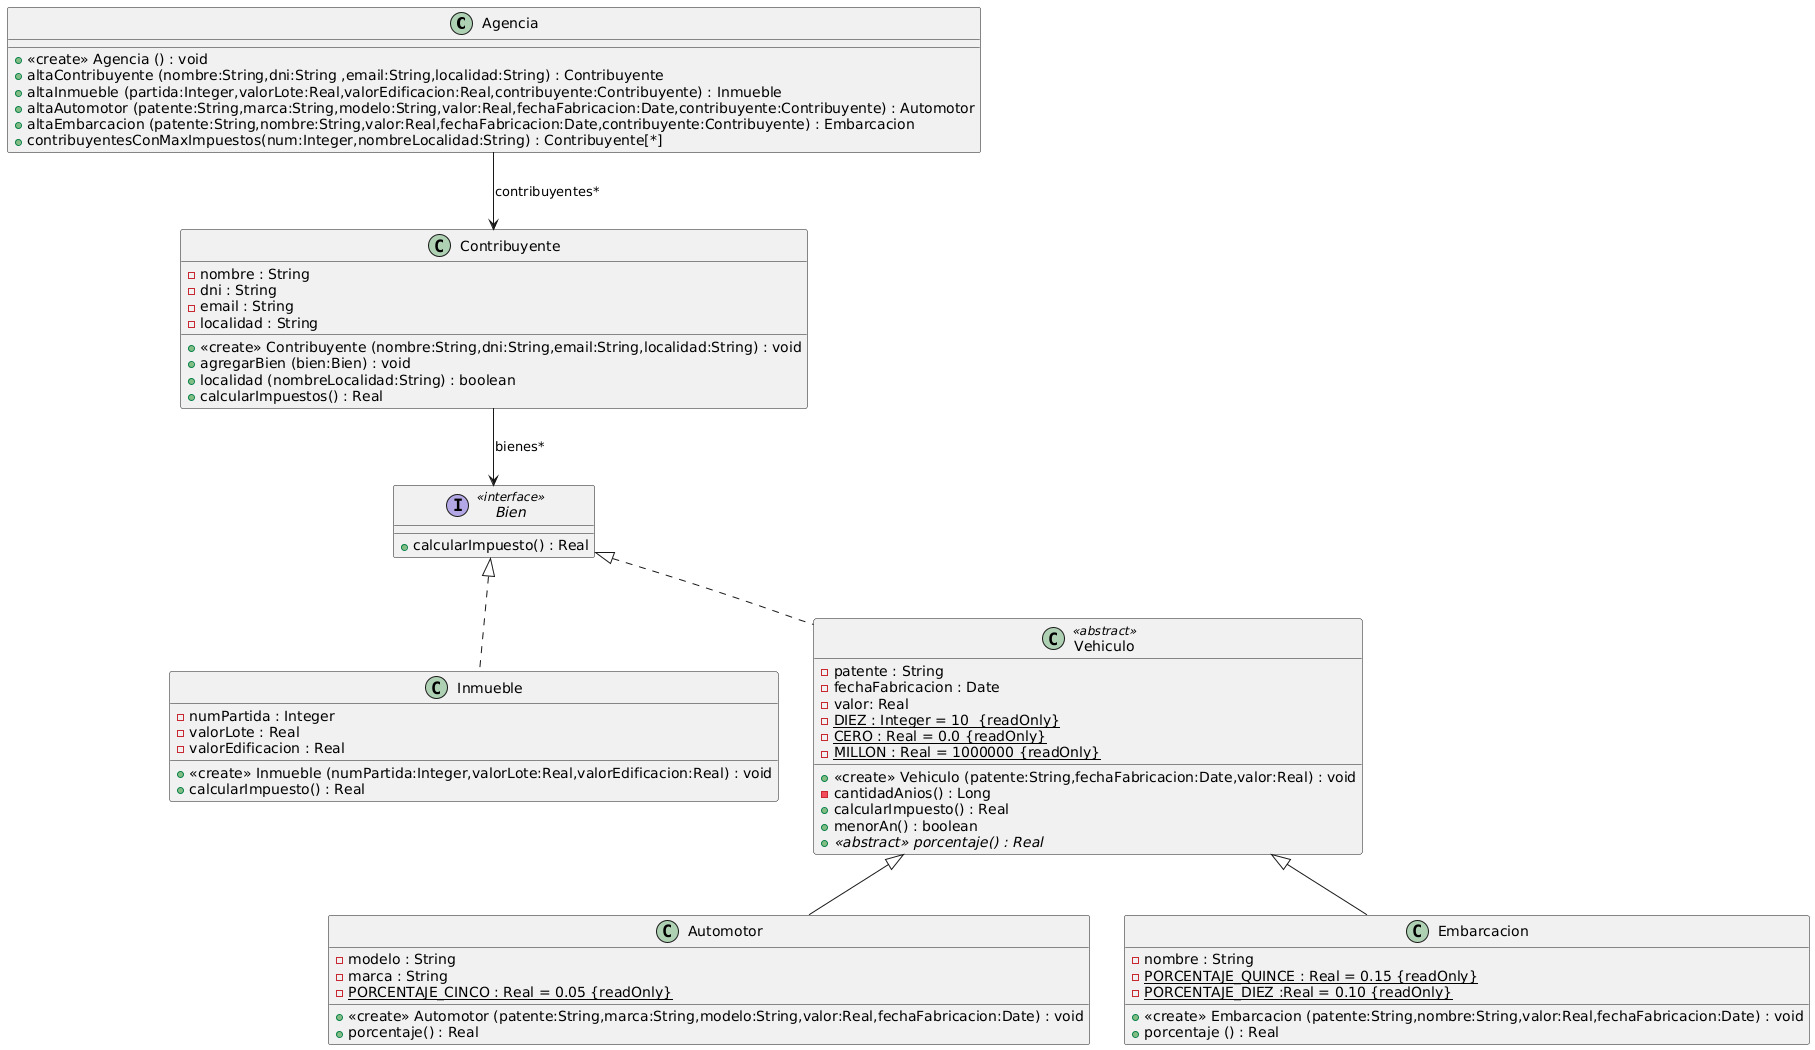 Agencia
«create» Agencia () : void
altaContribuyente (nombre:String,dni:String ,email:String,localidad:String) : Contribuyente
altaInmueble (partida:Integer,valorLote:Real,valorEdificacion:Real,contribuyente:Contribuyente) : Inmueble
altaAutomotor (patente:String,marca:String,modelo:String,valor:Real,fechaFabricacion:Date,contribuyente:Contribuyente) : Automotor
altaEmbarcacion (patente:String,nombre:String,valor:Real,fechaFabricacion:Date,contribuyente:Contribuyente) : Embarcacion
contribuyentesConMaxImpuestos(num:Integer,nombreLocalidad:String) : Contribuyente[*]
contribuyentes*
Contribuyente
nombre : String
dni : String
email : String
localidad : String
«create» Contribuyente (nombre:String,dni:String,email:String,localidad:String) : void
agregarBien (bien:Bien) : void
localidad (nombreLocalidad:String) : boolean
calcularImpuestos() : Real
bienes*
«interface»
Bien
calcularImpuesto() : Real
Inmueble
numPartida : Integer
valorLote : Real
valorEdificacion : Real
«create» Inmueble (numPartida:Integer,valorLote:Real,valorEdificacion:Real) : void
calcularImpuesto() : Real
«abstract»
Vehiculo
patente : String
fechaFabricacion : Date
valor: Real
DIEZ : Integer = 10  {readOnly}
CERO : Real = 0.0 {readOnly}
MILLON : Real = 1000000 {readOnly}
«create» Vehiculo (patente:String,fechaFabricacion:Date,valor:Real) : void
cantidadAnios() : Long
calcularImpuesto() : Real
menorAn() : boolean
«abstract» porcentaje() : Real
Automotor
modelo : String
marca : String
PORCENTAJE_CINCO : Real = 0.05 {readOnly}
«create» Automotor (patente:String,marca:String,modelo:String,valor:Real,fechaFabricacion:Date) : void
porcentaje() : Real
Embarcacion
nombre : String
PORCENTAJE_QUINCE : Real = 0.15 {readOnly}
PORCENTAJE_DIEZ :Real = 0.10 {readOnly}
«create» Embarcacion (patente:String,nombre:String,valor:Real,fechaFabricacion:Date) : void
porcentaje () : Real